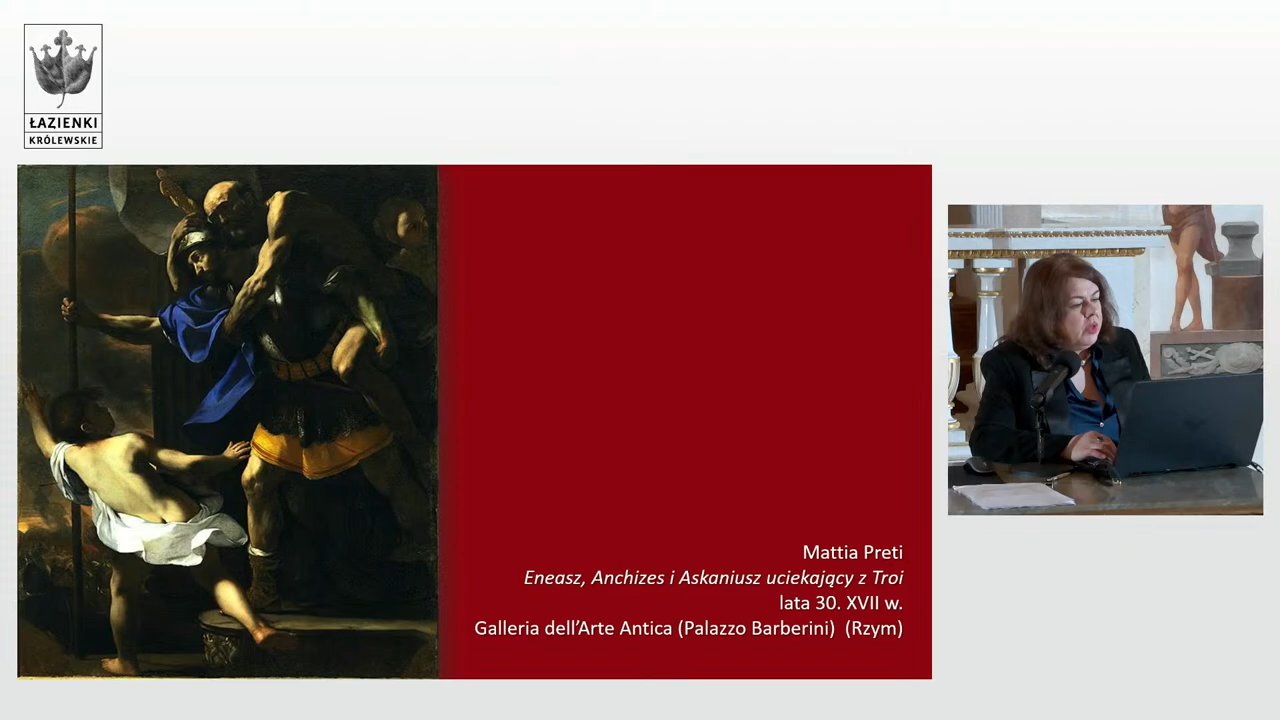 ŁAZIENKI
KRÓLEWSKIE
Mattia Preti
Eneasz, Anchizes i Askaniusz uciekający z Troi
lata 30. XVII w.
Galleria dell’Arte Antica (Palazzo Barberini)  (Rzym)